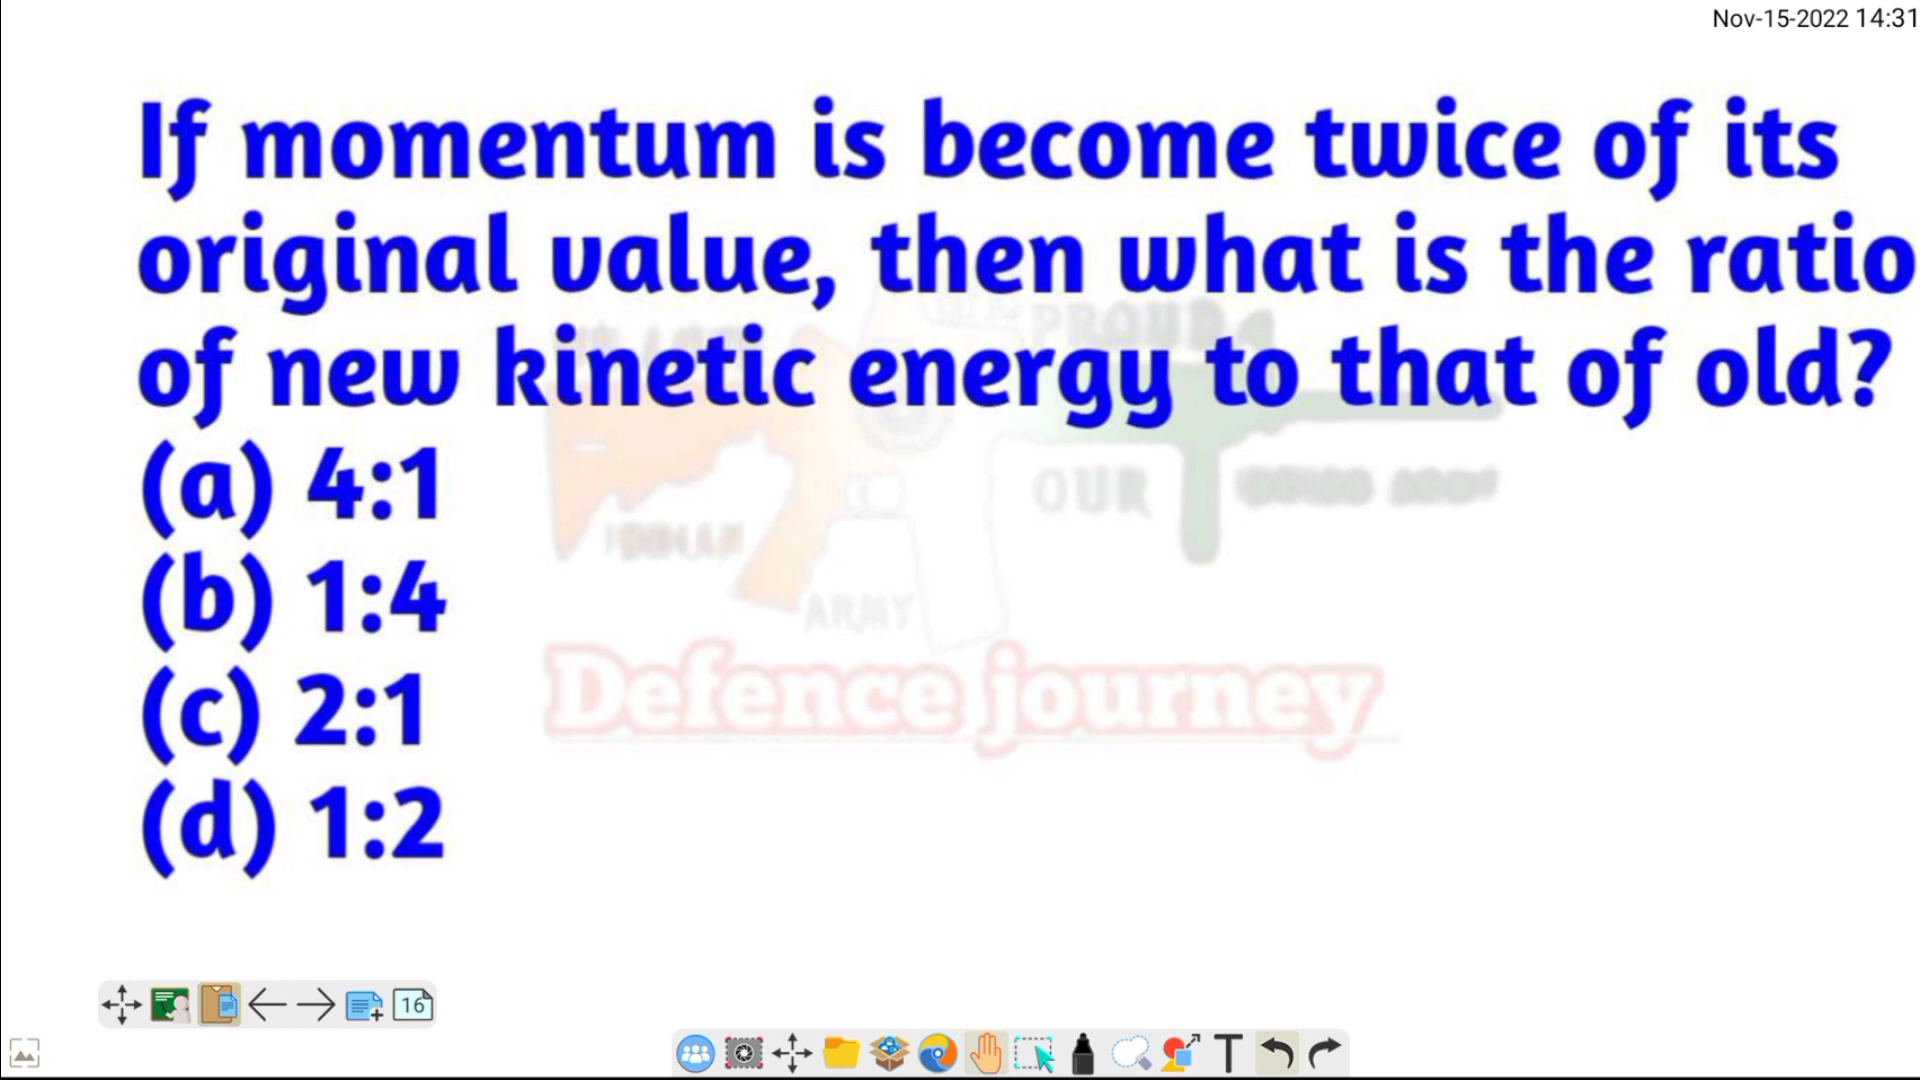 Nov-15-2022 14:31
If momentum is become twice of its
original value, then what is the ratio
of new kinetic energy to that of old?
(a) 4:1
(b) 1:4
(c) 2:1
(d) 1:2
PROUD
OUR
INDIAN
ARMY
Defence journey
16